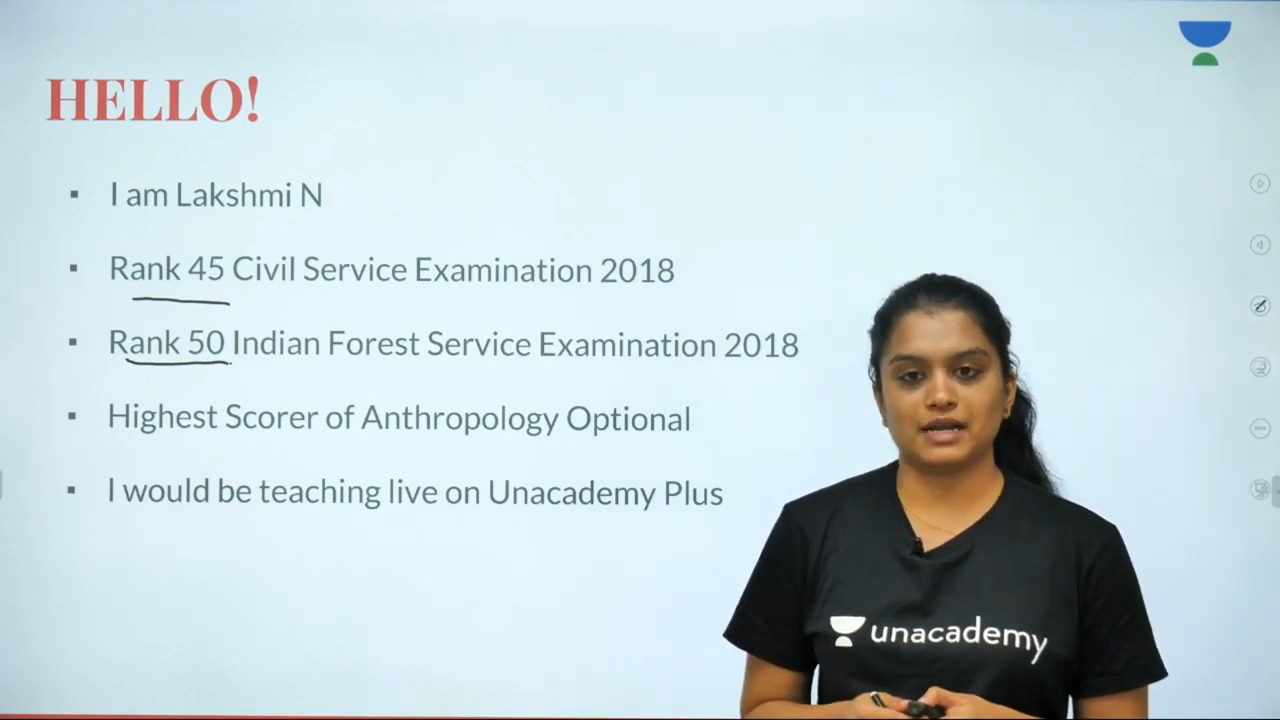 HELLO!
I am Lakshmi N
Rank 45 Civil Service Examination 2018
Rank 50 Indian Forest Service Examination 2018
Highest Scorer of Anthropology Optional
I would be teaching live on Unacademy Plus
unacademy